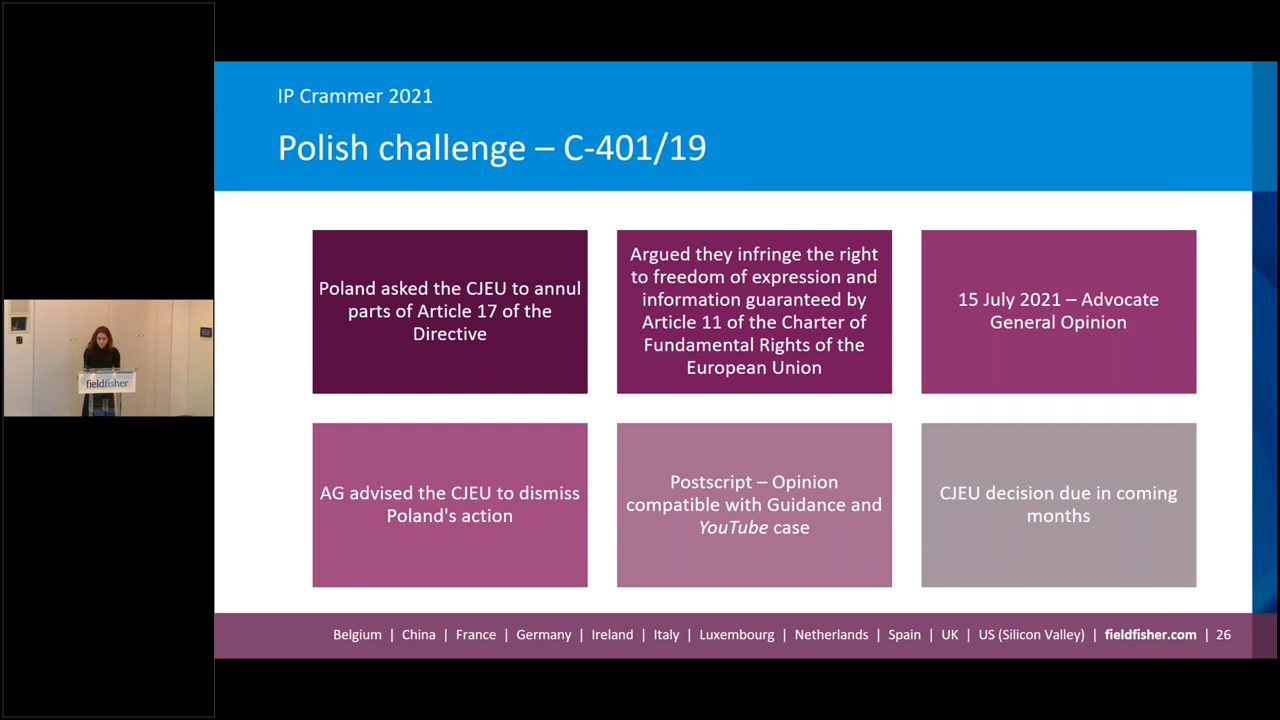 IP Crammer 2021
Polish challenge – C-401/19
Poland asked the CJEU to annul
parts of Article 17 of the
Directive
Argued they infringe the right
to freedom of expression and
information guaranteed by
Article 11 of the Charter of
Fundamental Rights of the
European Union
15 July 2021 – Advocate
General Opinion
AG advised the CJEU to dismiss
Poland's action
Postscript – Opinion
compatible with Guidance and
YouTube case
CJEU decision due in coming
months
fieldfisher
Belgium | China | France | Germany | Ireland | Italy | Luxembourg | Netherlands | Spain | UK | US (Silicon Valley) | fieldfisher.com | 26